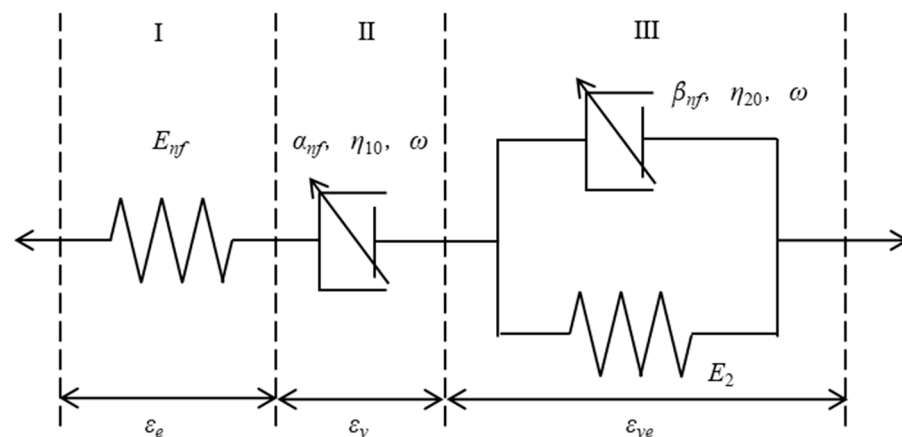 I II III
β_nf, η_20, ω
E_nf α_nf, η_10, ω
E_2
ε_e ε_v ε_ve